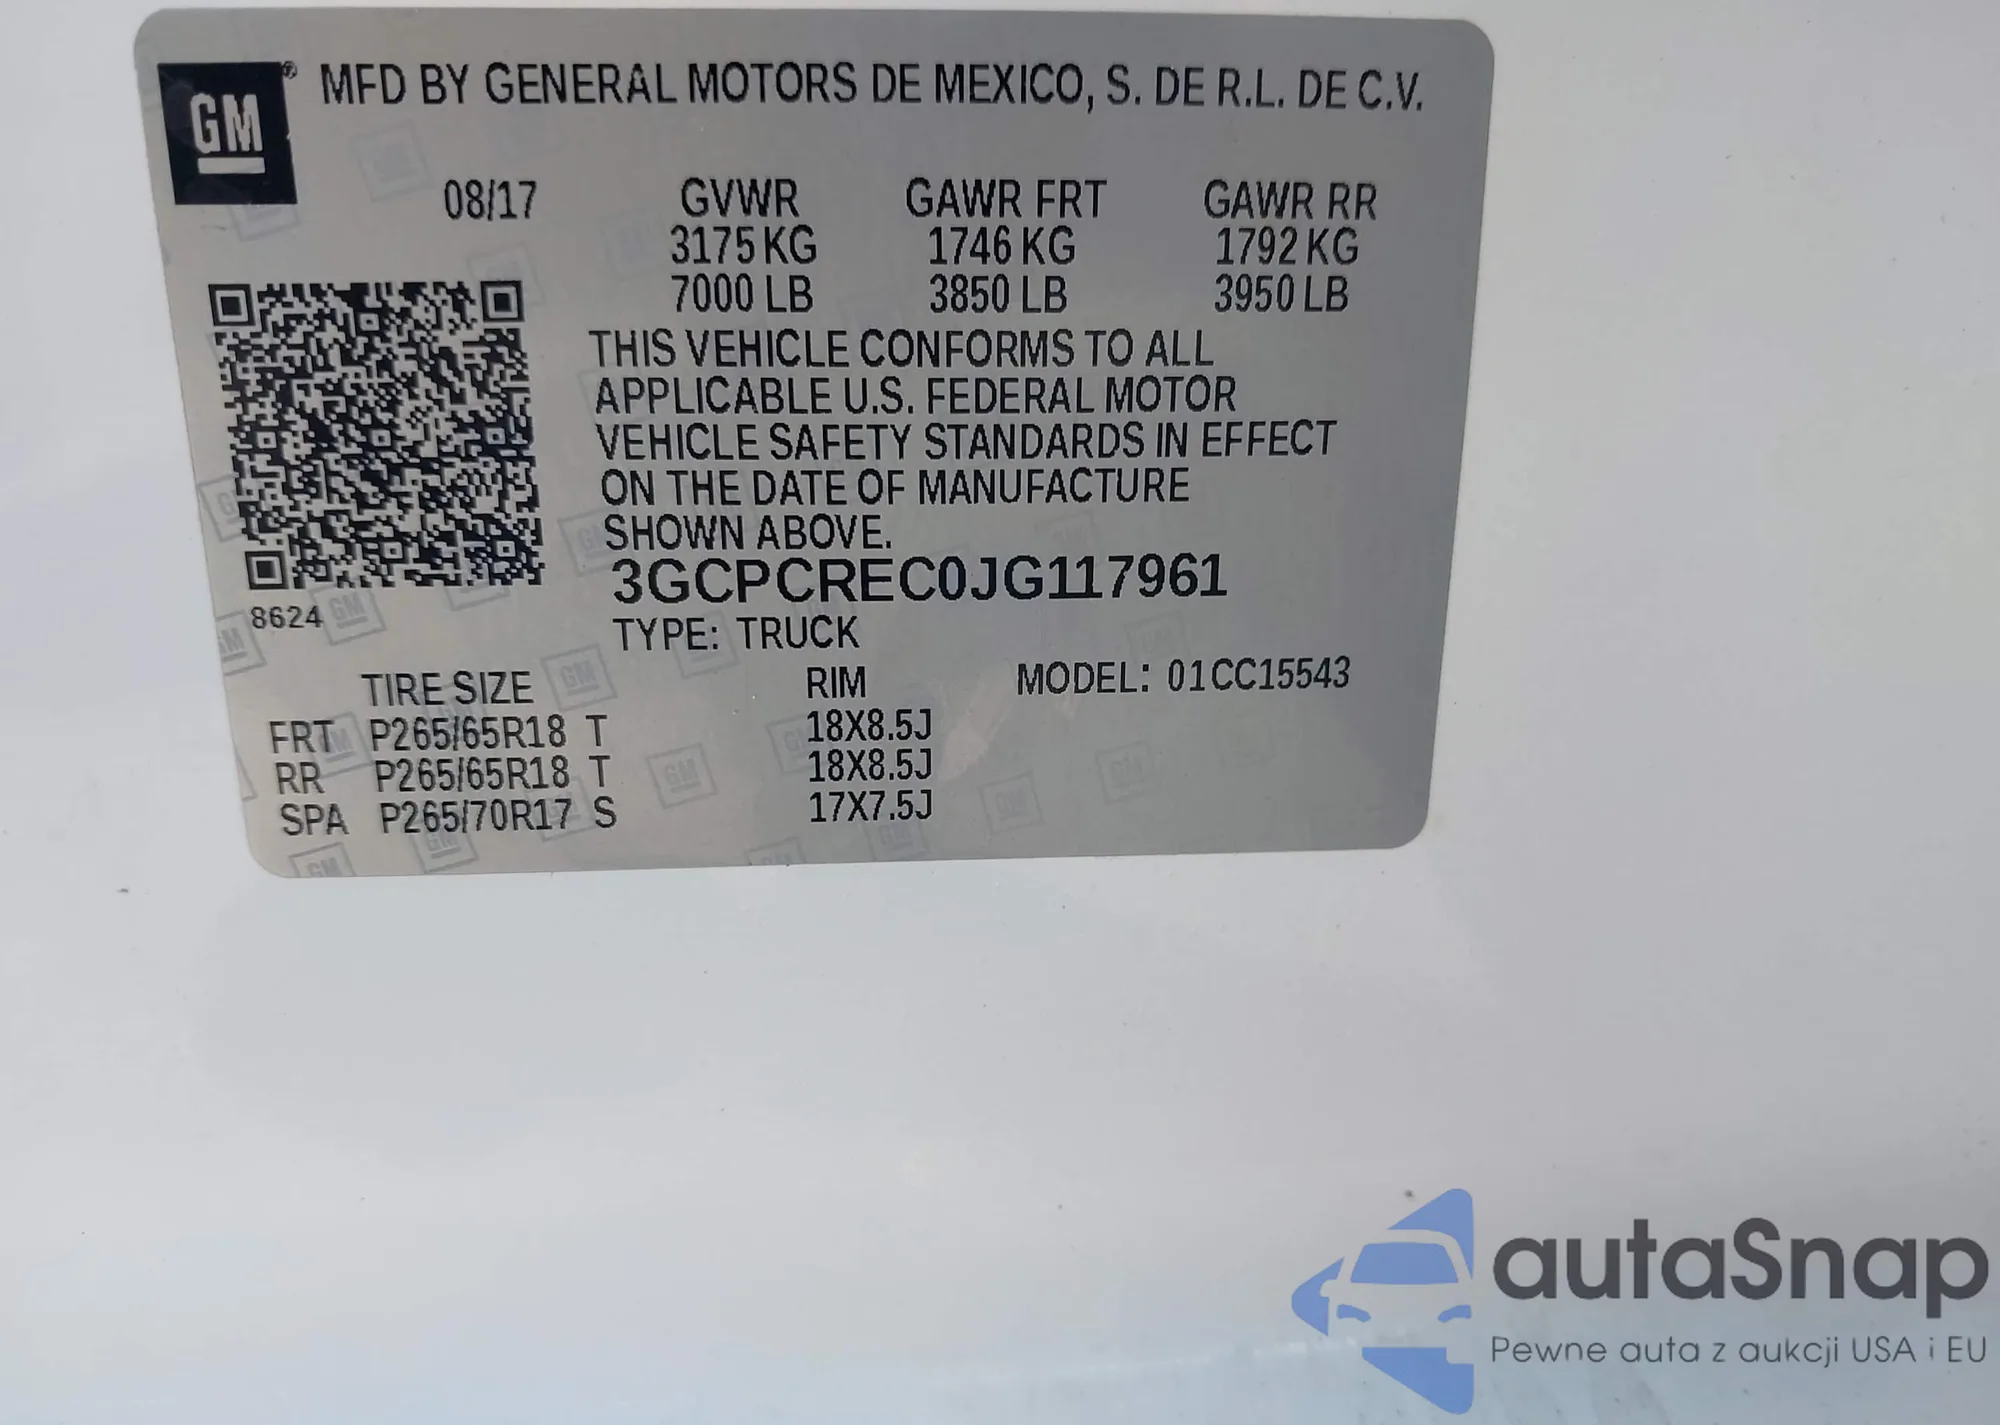 GM ® MFD BY GENERAL MOTORS DE MEXICO, S. DE R.L. DE C.V.
08/17 GVWR GAWR FRT GAWR RR
3175 KG 1746 KG 1792 KG
7000 LB 3850 LB 3950 LB
THIS VEHICLE CONFORMS TO ALL
APPLICABLE U.S. FEDERAL MOTOR
VEHICLE SAFETY STANDARDS IN EFFECT
ON THE DATE OF MANUFACTURE
SHOWN ABOVE.
3GCPCREC0JG117961
8624
TYPE: TRUCK
TIRE SIZE RIM MODEL: 01CC15543
FRT P265/65R18 T 18X8.5J
RR P265/65R18 T 18X8.5J
SPA P265/70R17 S 17X7.5J
autaSnap
Pewne auta z aukcji USA i EU